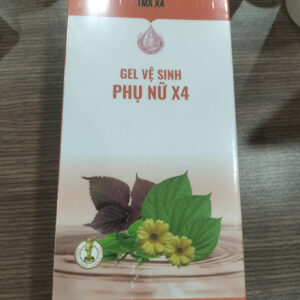 TMX X4
GEL VỆ SINH
PHỤ NỮ X4